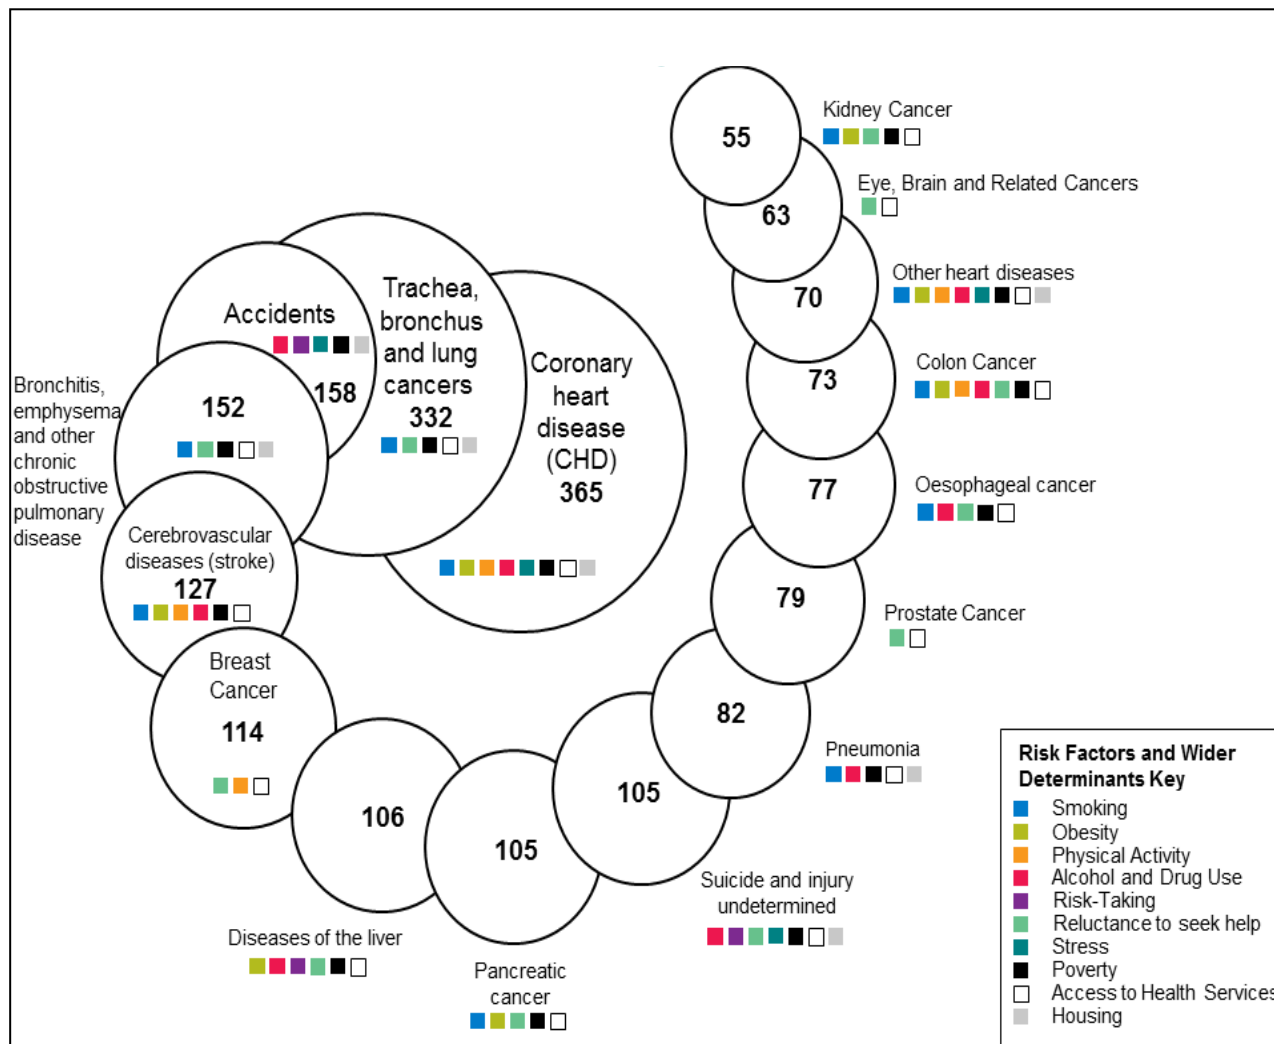 55
Kidney Cancer
63
Eye, Brain and Related Cancers
70
Other heart diseases
73
Colon Cancer
77
Oesophageal cancer
79
Prostate Cancer
82
Pneumonia
105
Suicide and injury
undetermined
105
Pancreatic
cancer
106
Diseases of the liver
Breast
Cancer
114
Cerebrovascular
diseases (stroke)
127
Bronchitis,
emphysema
and other
chronic
obstructive
pulmonary
disease
152
Accidents
158
Trachea,
bronchus
and lung
cancers
332
Coronary
heart
disease
(CHD)
365
Risk Factors and Wider
Determinants Key
Smoking
Obesity
Physical Activity
Alcohol and Drug Use
Risk-Taking
Reluctance to seek help
Stress
Poverty
Access to Health Services
Housing